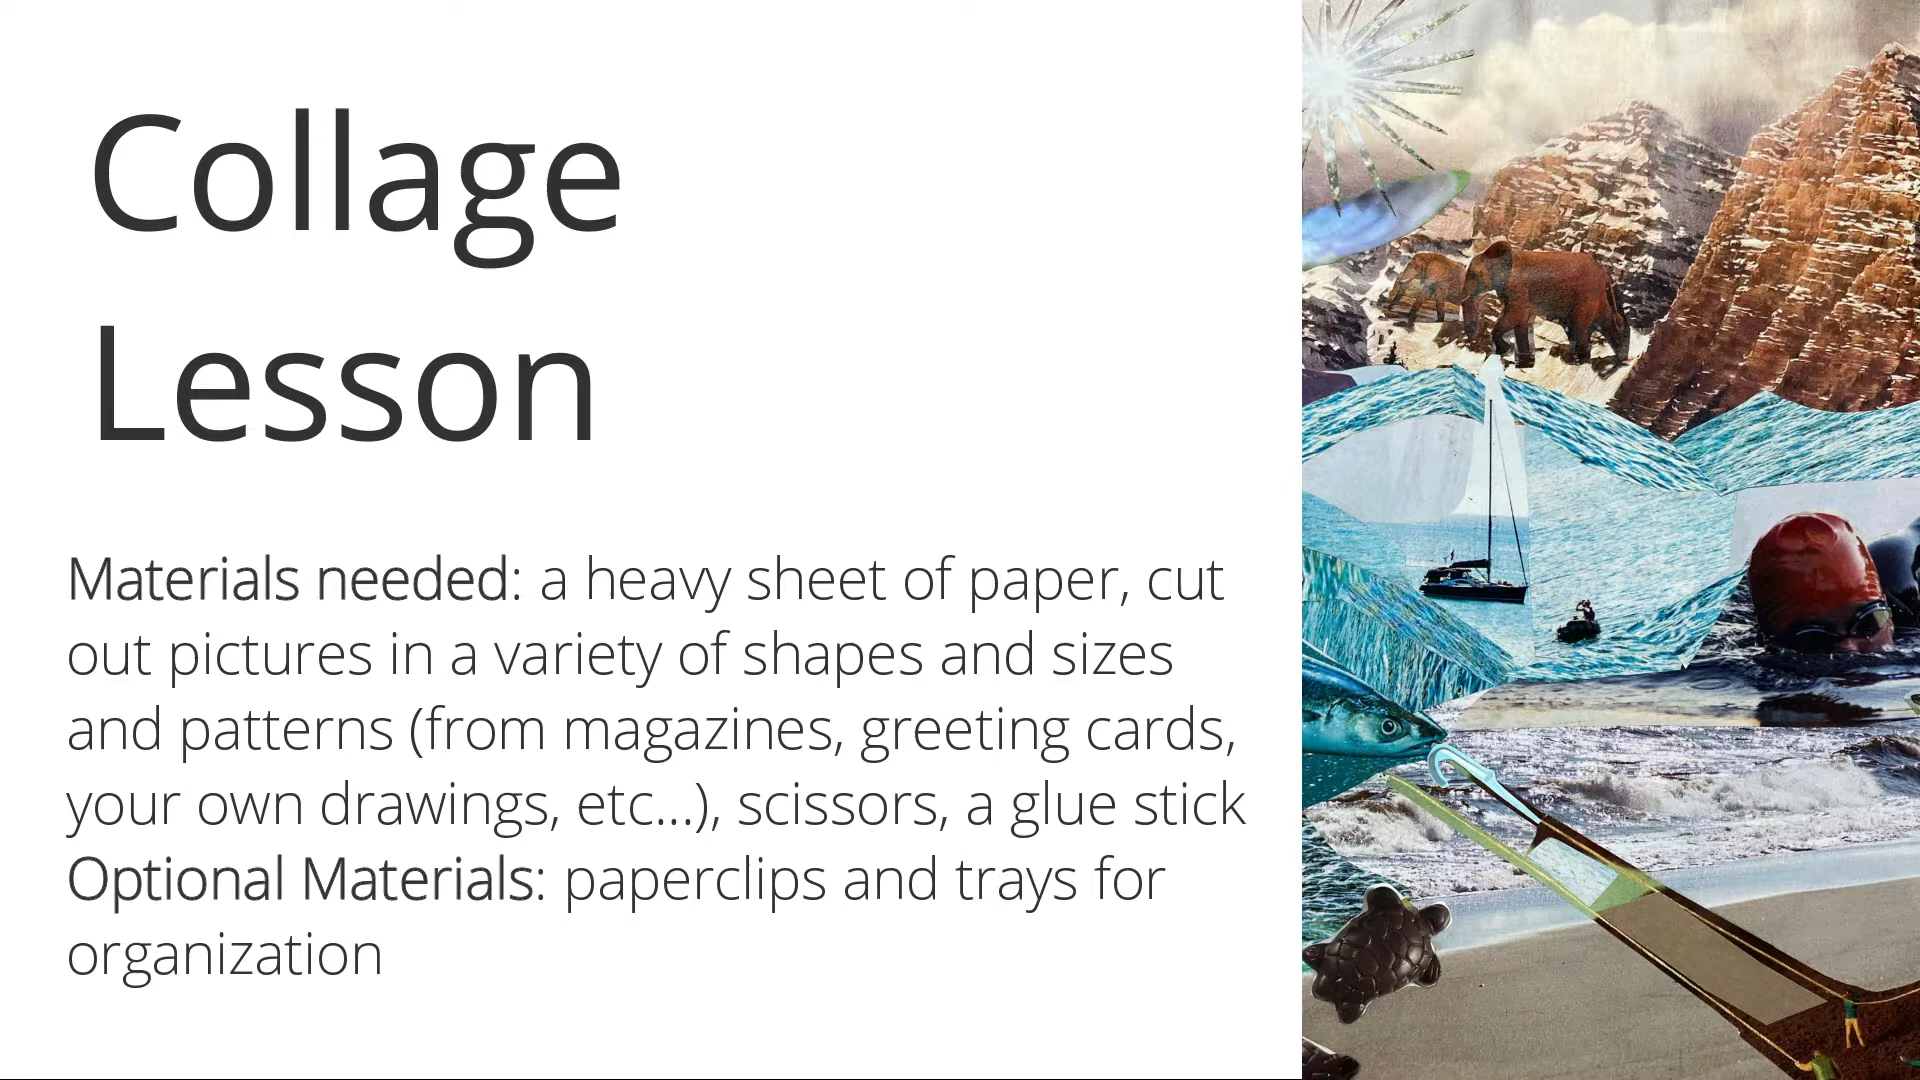 Collage
Lesson
Materials needed: a heavy sheet of paper, cut
out pictures in a variety of shapes and sizes
and patterns (from magazines, greeting cards,
your own drawings, etc...), scissors, a glue stick
Optional Materials: paperclips and trays for
organization